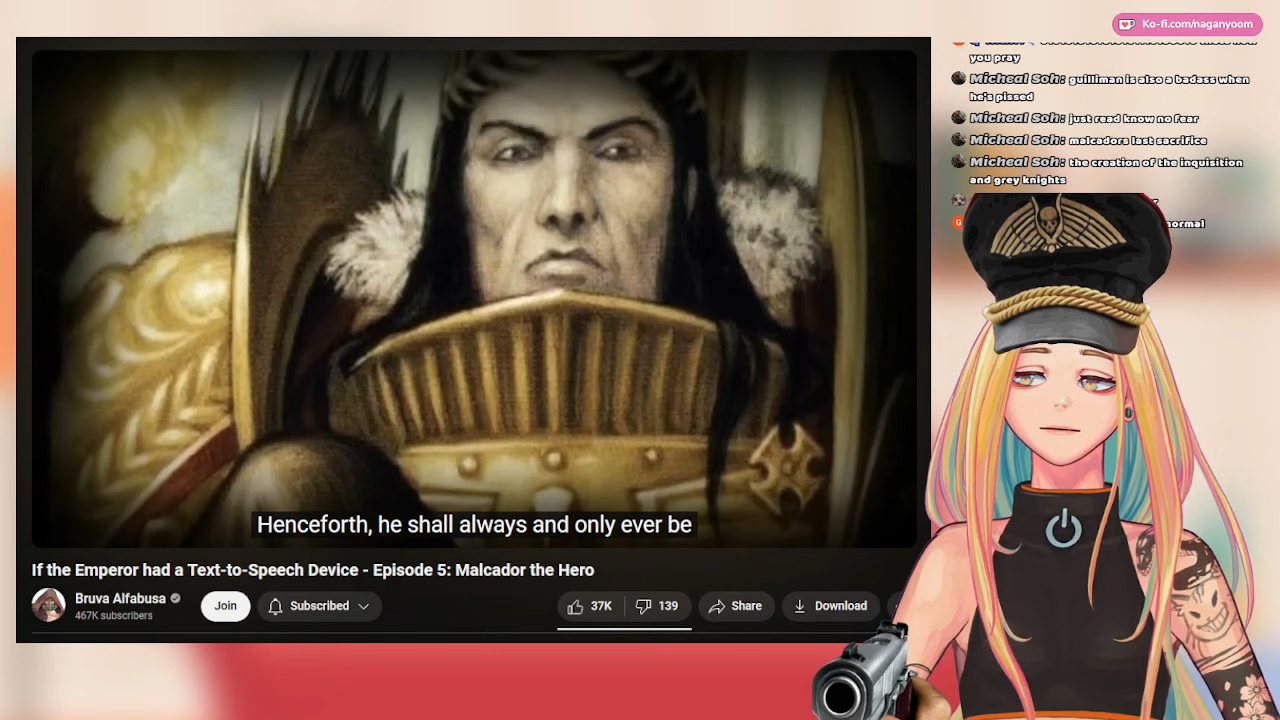 Ko-fi.com/naganyoom
you pray
Micheal Soh: guilliman is also a badass when
he's pissed
Micheal Soh: just read know no fear
Micheal Soh: malcadors last sacrifice
Micheal Soh: the creation of the inquisition
and grey knights
normal
Henceforth, he shall always and only ever be
If the Emperor had a Text-to-Speech Device - Episode 5: Malcador the Hero
Bruva Alfabusa
467K subscribers
Join
Subscribed
37K
139
Share
Download